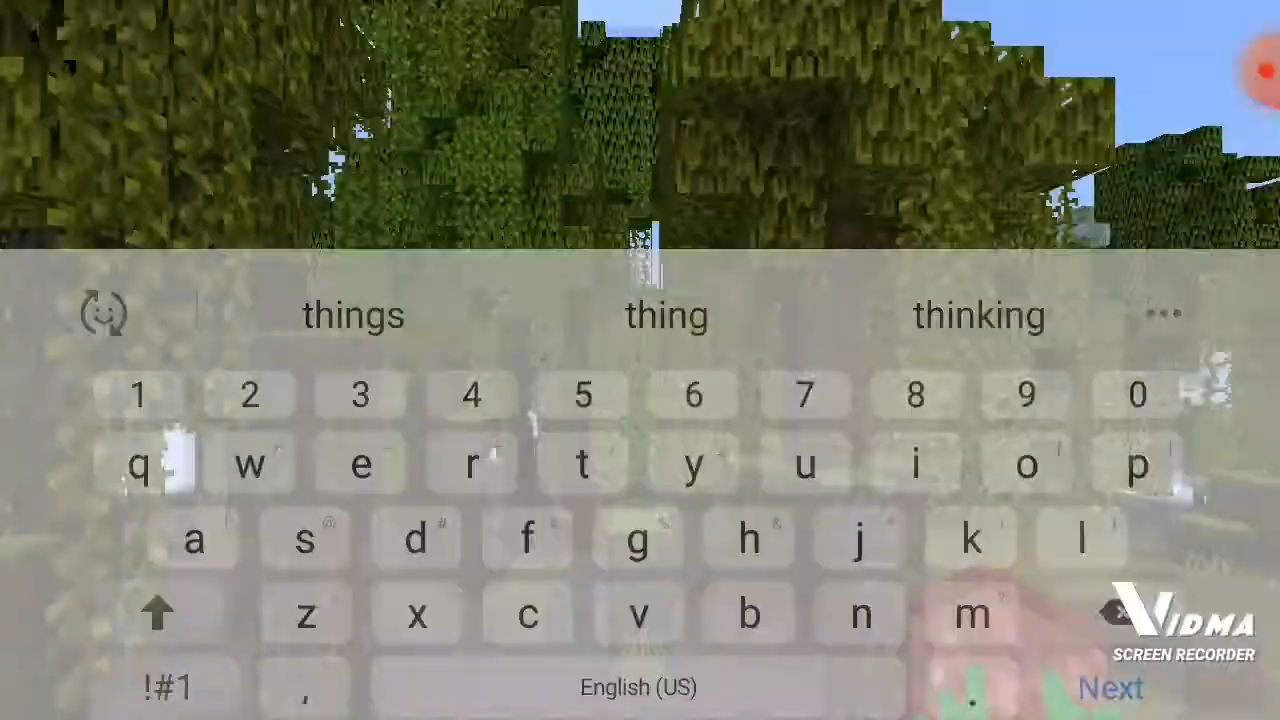 things thing thinking
1 2 3 4 5 6 7 8 9 0
q w e r t y u i o p
a s d f g h j k l
z x c v b n m
VIDMA
SCREEN RECORDER
!#1 , English (US) . Next